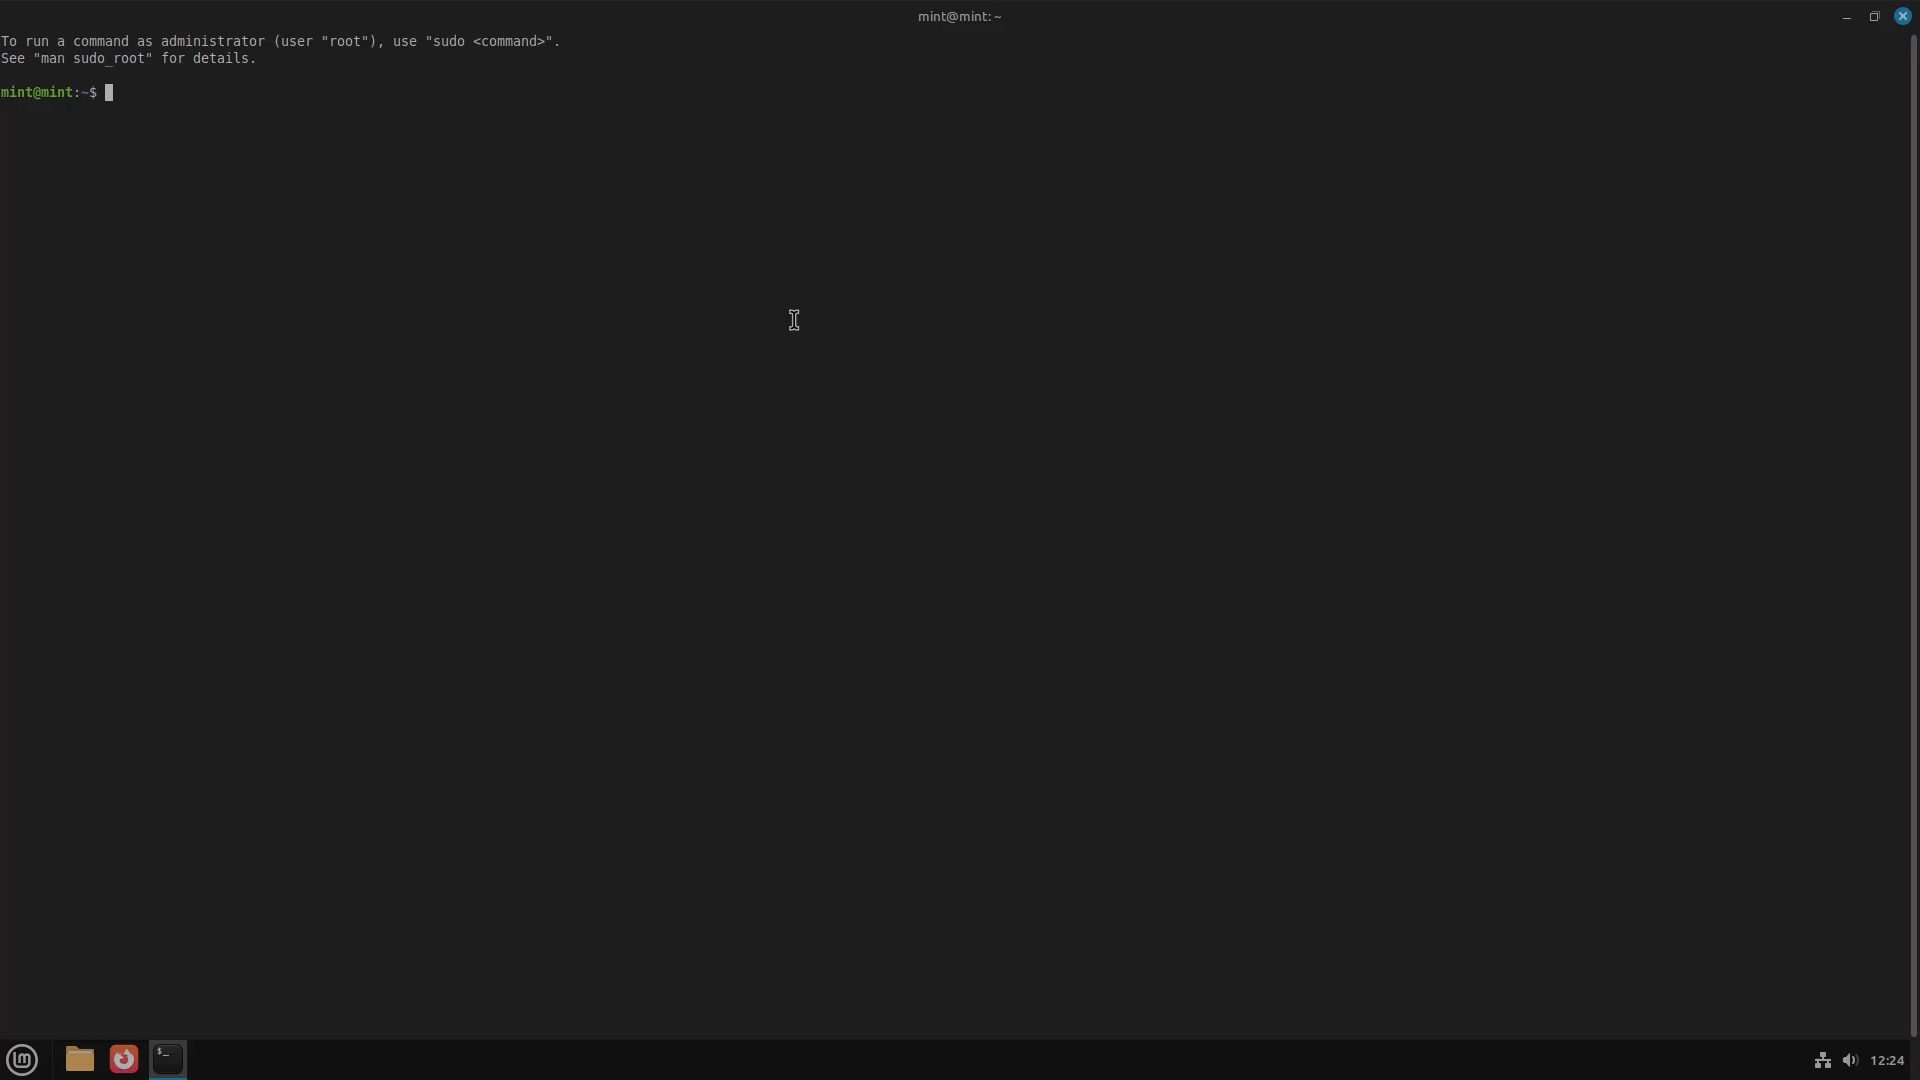 mint@mint: ~
To run a command as administrator (user "root"), use "sudo <command>".
See "man sudo_root" for details.
mint@mint:~$
$_
lm
12:24